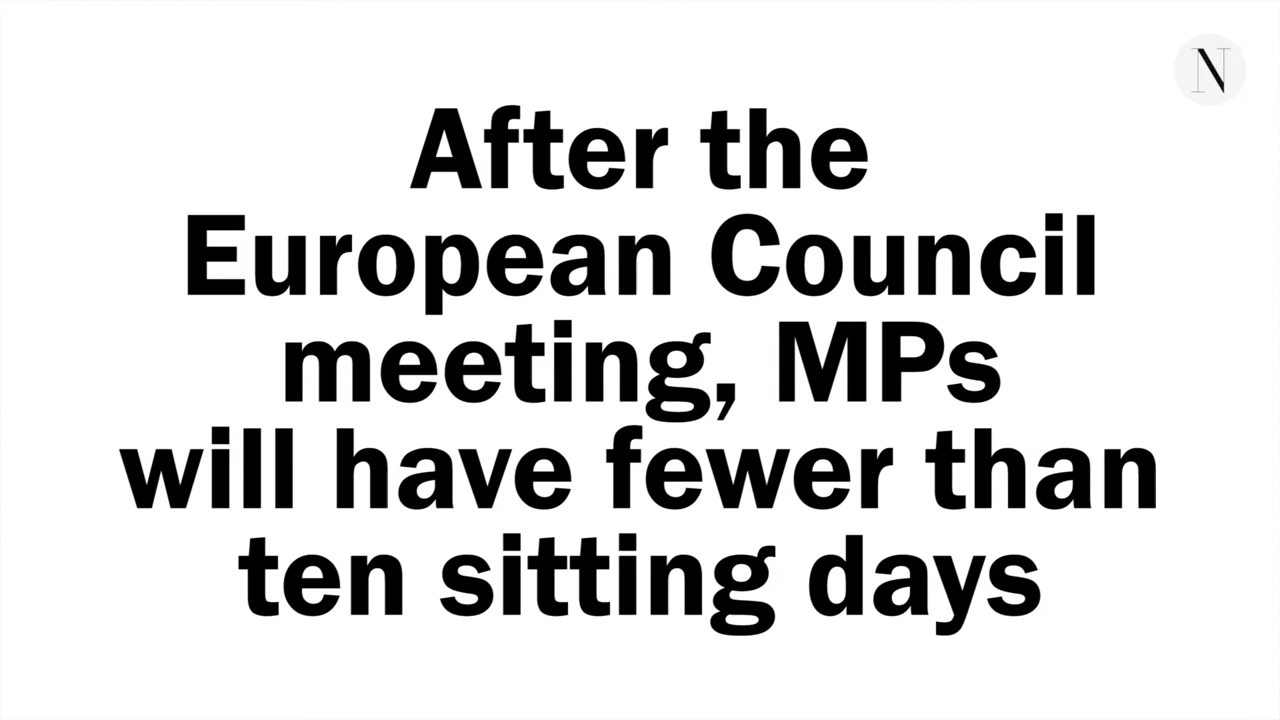 N
After the
European Council
meeting, MPs
will have fewer than
ten sitting days